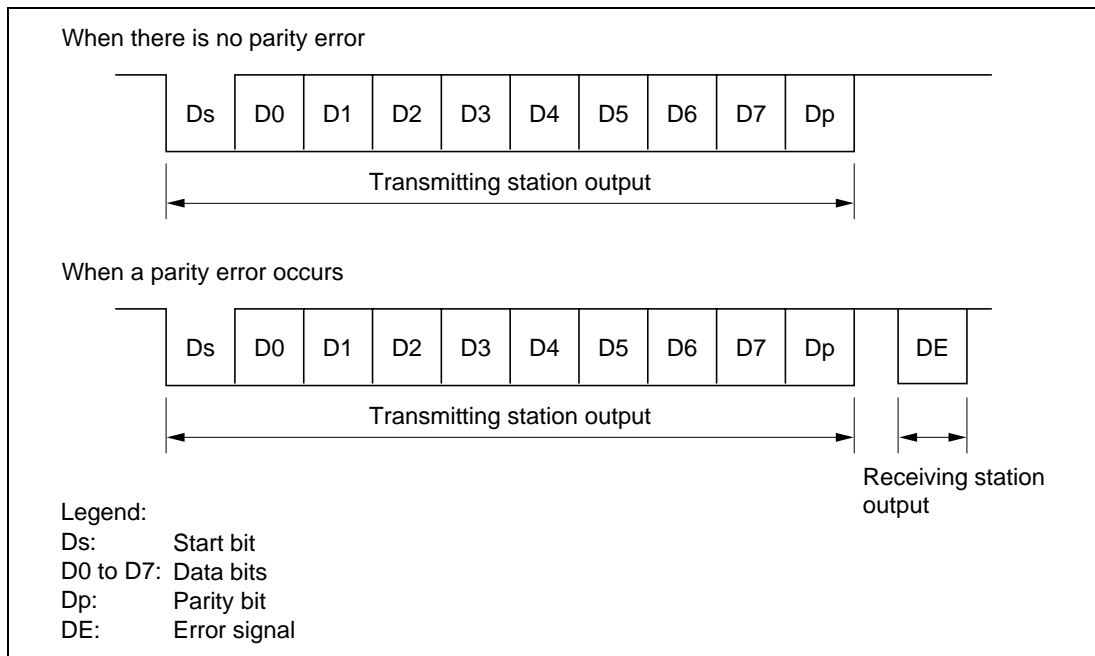 When there is no parity error
Ds D0 D1 D2 D3 D4 D5 D6 D7 Dp
Transmitting station output
When a parity error occurs
Ds D0 D1 D2 D3 D4 D5 D6 D7 Dp DE
Transmitting station output
Receiving station
output
Legend:
Ds: Start bit
D0 to D7: Data bits
Dp: Parity bit
DE: Error signal